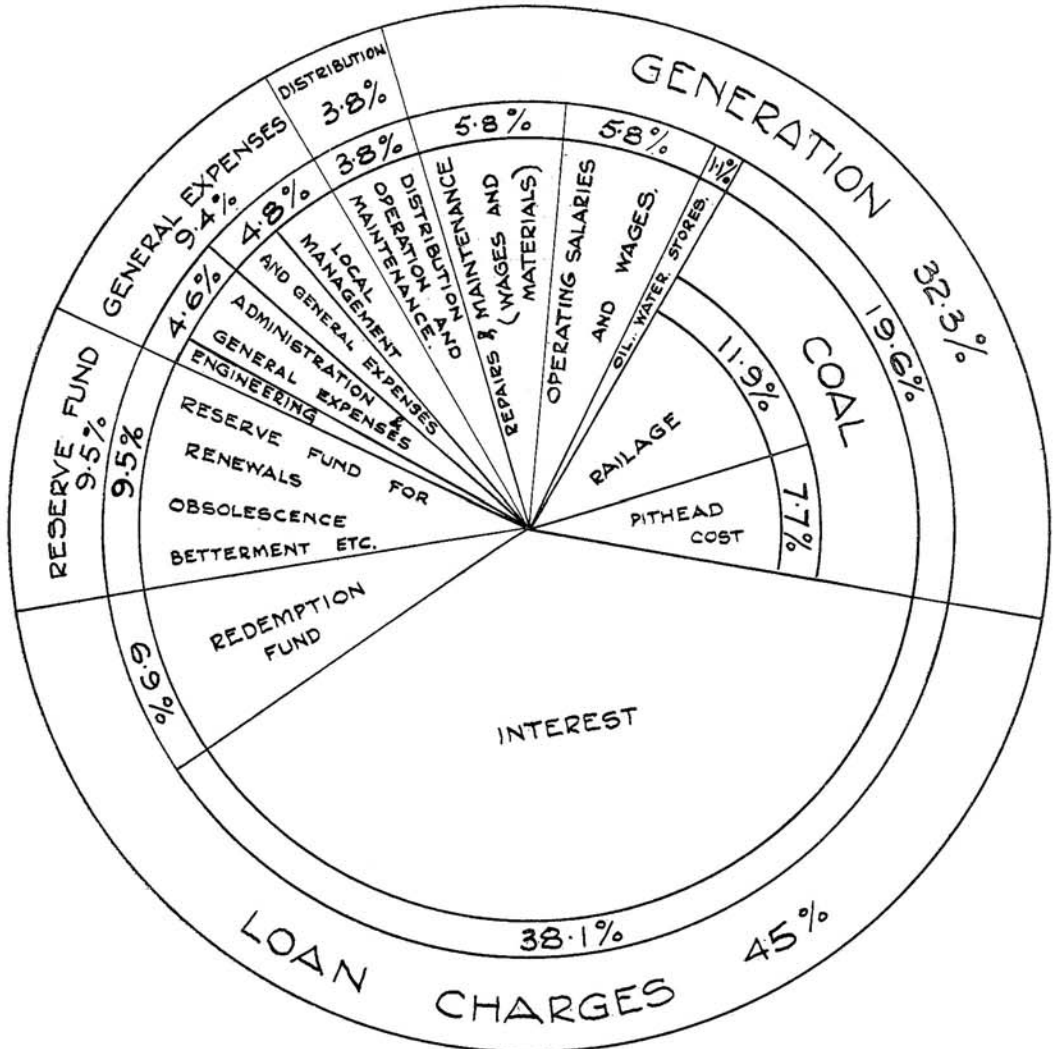 GENERATION
32·3%
DISTRIBUTION
3·8%
GENERAL EXPENSES
9·4%
RESERVE FUND
9·5%
LOAN CHARGES 45%
5·8%
5·8%
1·1%
19·6%
3·8%
4·8%
4·6%
9·5%
6·9%
38·1%
REPAIRS & MAINTENANCE
(WAGES AND
MATERIALS)
OPERATING SALARIES
AND WAGES.
OIL. WATER. STORES.
COAL
11·9%
RAILAGE
7·7%
PITHEAD
COST
DISTRIBUTION
OPERATION AND
MAINTENANCE.
LOCAL
MANAGEMENT
AND GENERAL EXPENSES
ADMINISTRATION &
GENERAL EXPENSES
ENGINEERING
RESERVE FUND FOR
RENEWALS
OBSOLESCENCE
BETTERMENT ETC.
REDEMPTION
FUND
INTEREST